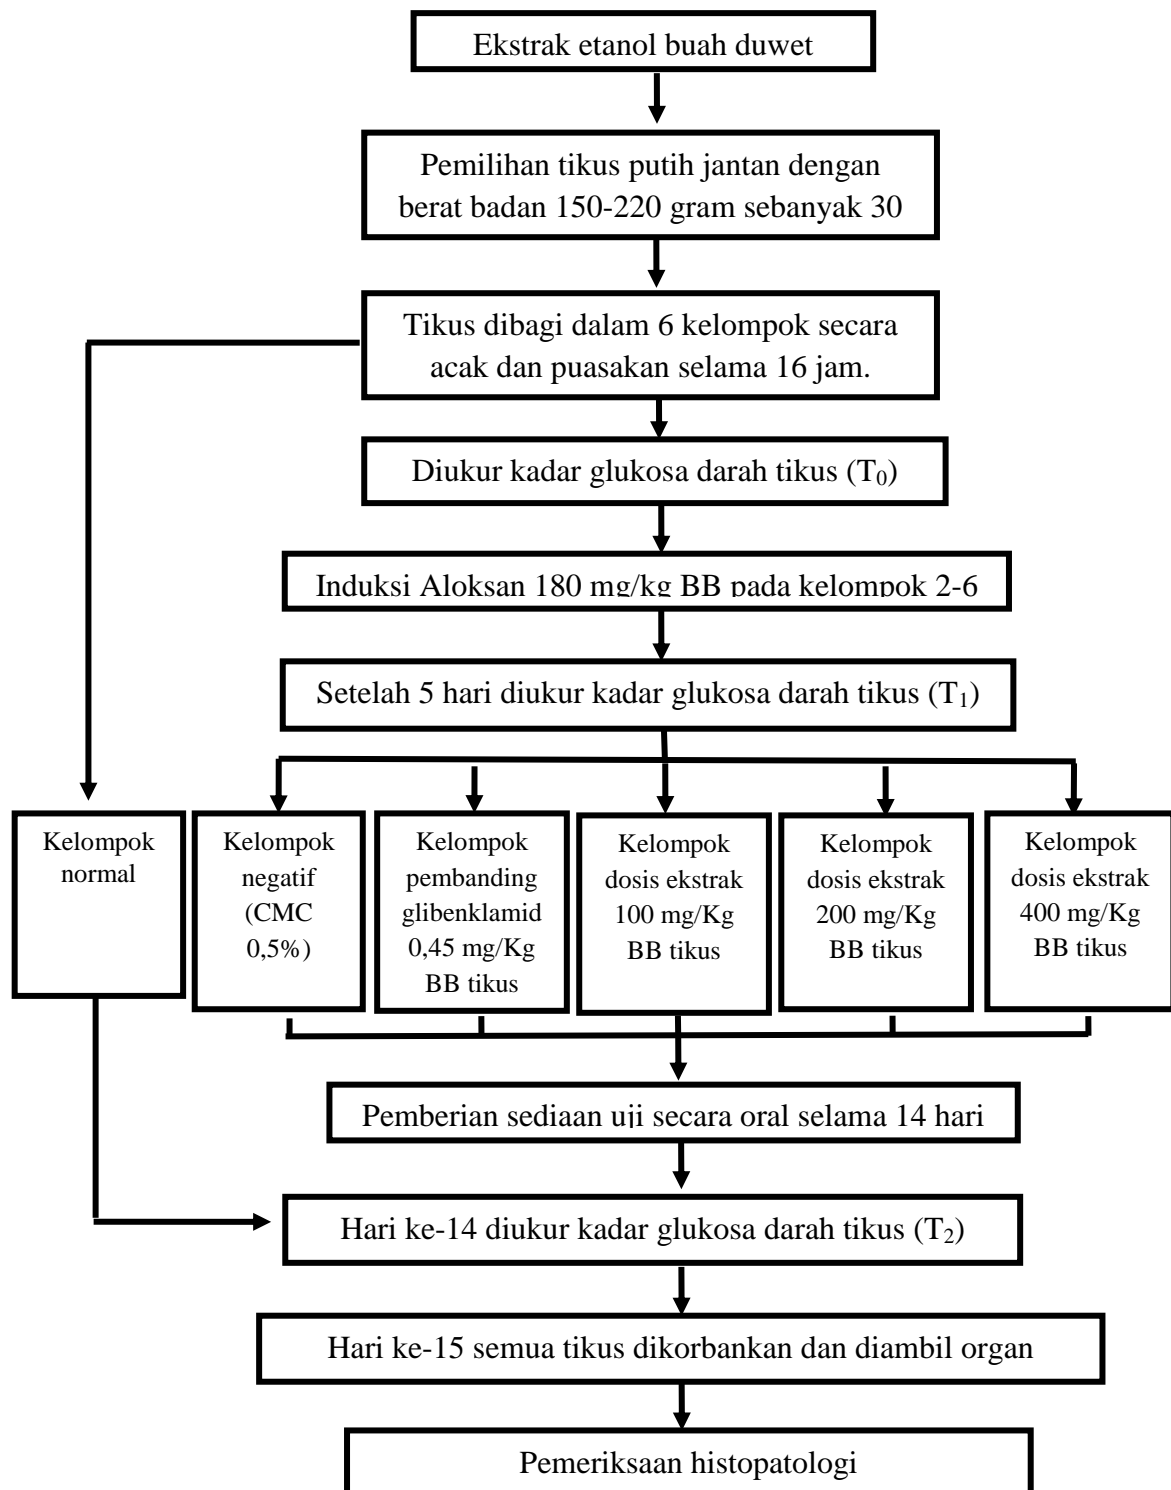 Ekstrak etanol buah duwet
Pemilihan tikus putih jantan dengan
berat badan 150-220 gram sebanyak 30
Tikus dibagi dalam 6 kelompok secara
acak dan puasakan selama 16 jam.
Diukur kadar glukosa darah tikus (T₀)
Induksi Aloksan 180 mg/kg BB pada kelompok 2-6
Setelah 5 hari diukur kadar glukosa darah tikus (T₁)
Kelompok
normal
Kelompok
negatif
(CMC
0,5%)
Kelompok
pembanding
glibenklamid
0,45 mg/Kg
BB tikus
Kelompok
dosis ekstrak
100 mg/Kg
BB tikus
Kelompok
dosis ekstrak
200 mg/Kg
BB tikus
Kelompok
dosis ekstrak
400 mg/Kg
BB tikus
Pemberian sediaan uji secara oral selama 14 hari
Hari ke-14 diukur kadar glukosa darah tikus (T₂)
Hari ke-15 semua tikus dikorbankan dan diambil organ
Pemeriksaan histopatologi